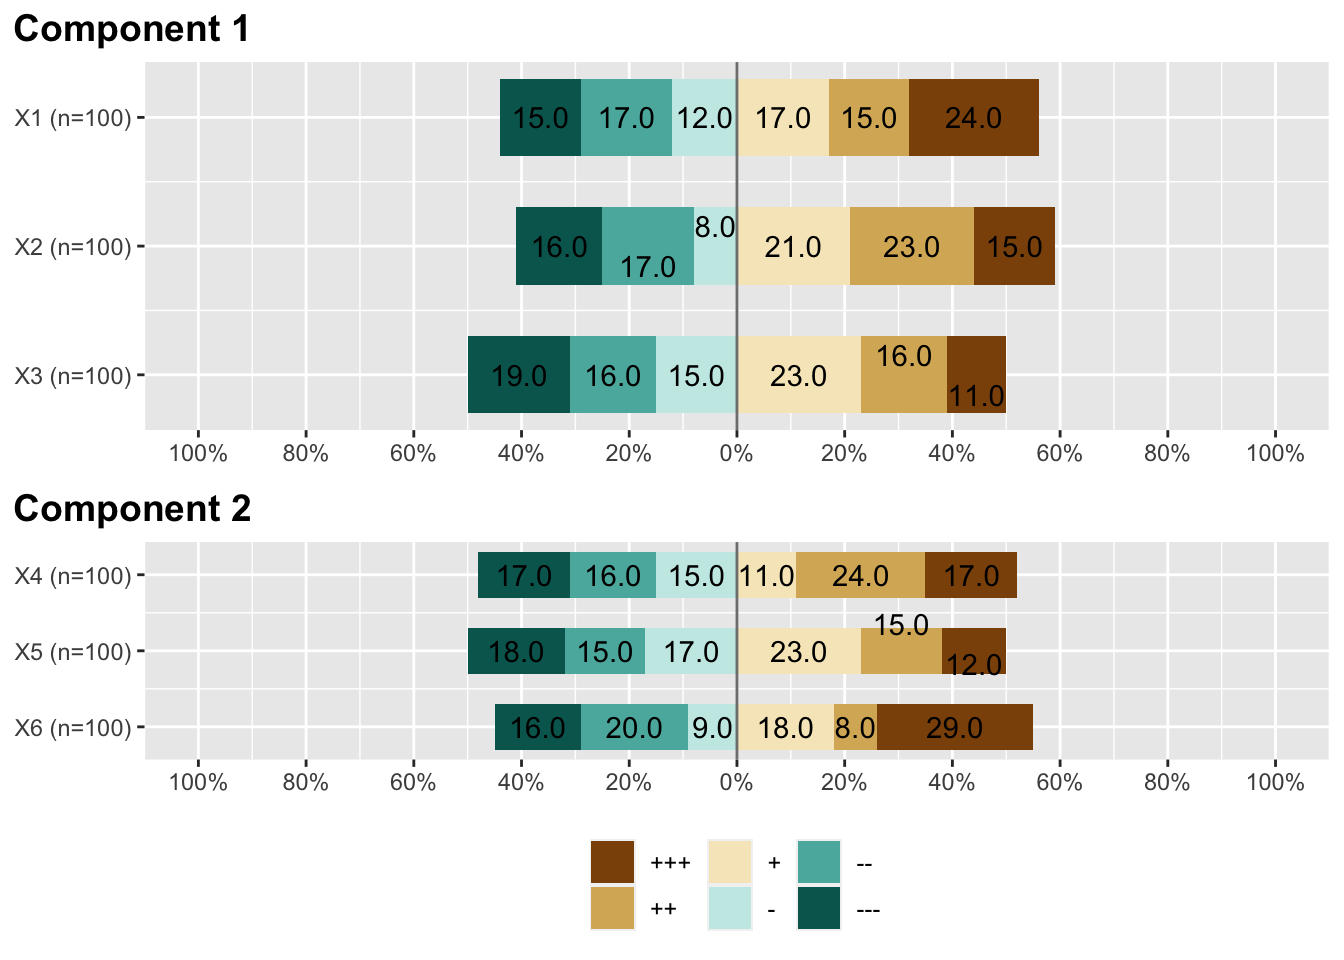 Component 1
X1 (n=100) 15.0 17.0 12.0 17.0 15.0 24.0
X2 (n=100) 16.0 17.0 8.0 21.0 23.0 15.0
X3 (n=100) 19.0 16.0 15.0 23.0 16.0 11.0
100% 80% 60% 40% 20% 0% 20% 40% 60% 80% 100%
Component 2
X4 (n=100) 17.0 16.0 15.0 11.0 24.0 17.0
X5 (n=100) 18.0 15.0 17.0 23.0 15.0 12.0
X6 (n=100) 16.0 20.0 9.0 18.0 8.0 29.0
100% 80% 60% 40% 20% 0% 20% 40% 60% 80% 100%
+++ + --
++ - ---